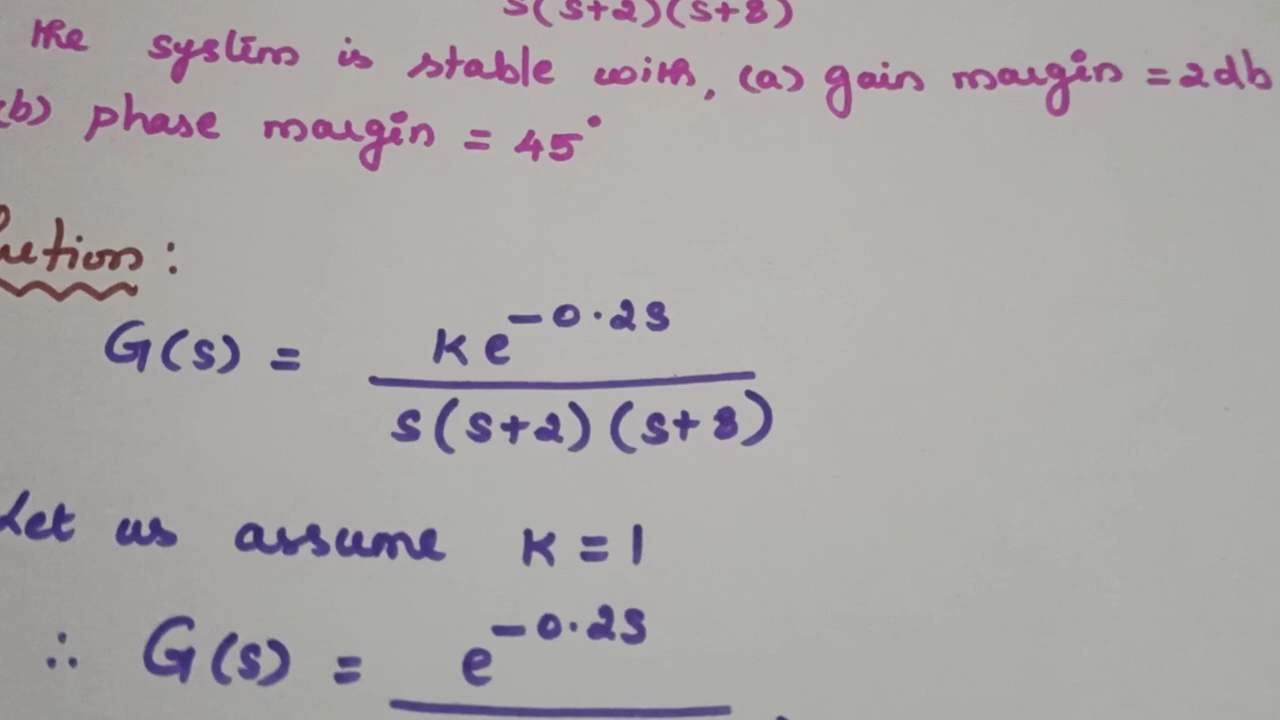 s(s+2)(s+8)
the system is stable with, (a) gain margin = 2db
(b) phase margin = 45°
lution :
G(s) = ke^-0.2s
s(s+2)(s+8)
Let us assume k = 1
∴ G(s) = e^-0.2s